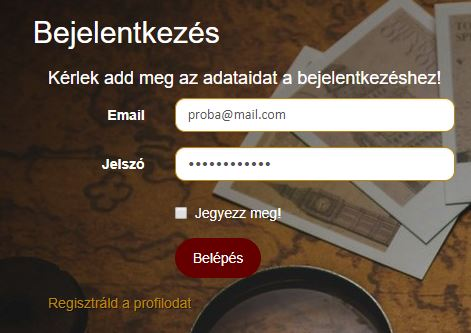 Bejelentkezés
Kérlek add meg az adataidat a bejelentkezéshez!
Email
proba@mail.com
Jelszó
••••••••••••
Jegyezz meg!
Belépés
Regisztráld a profilodat